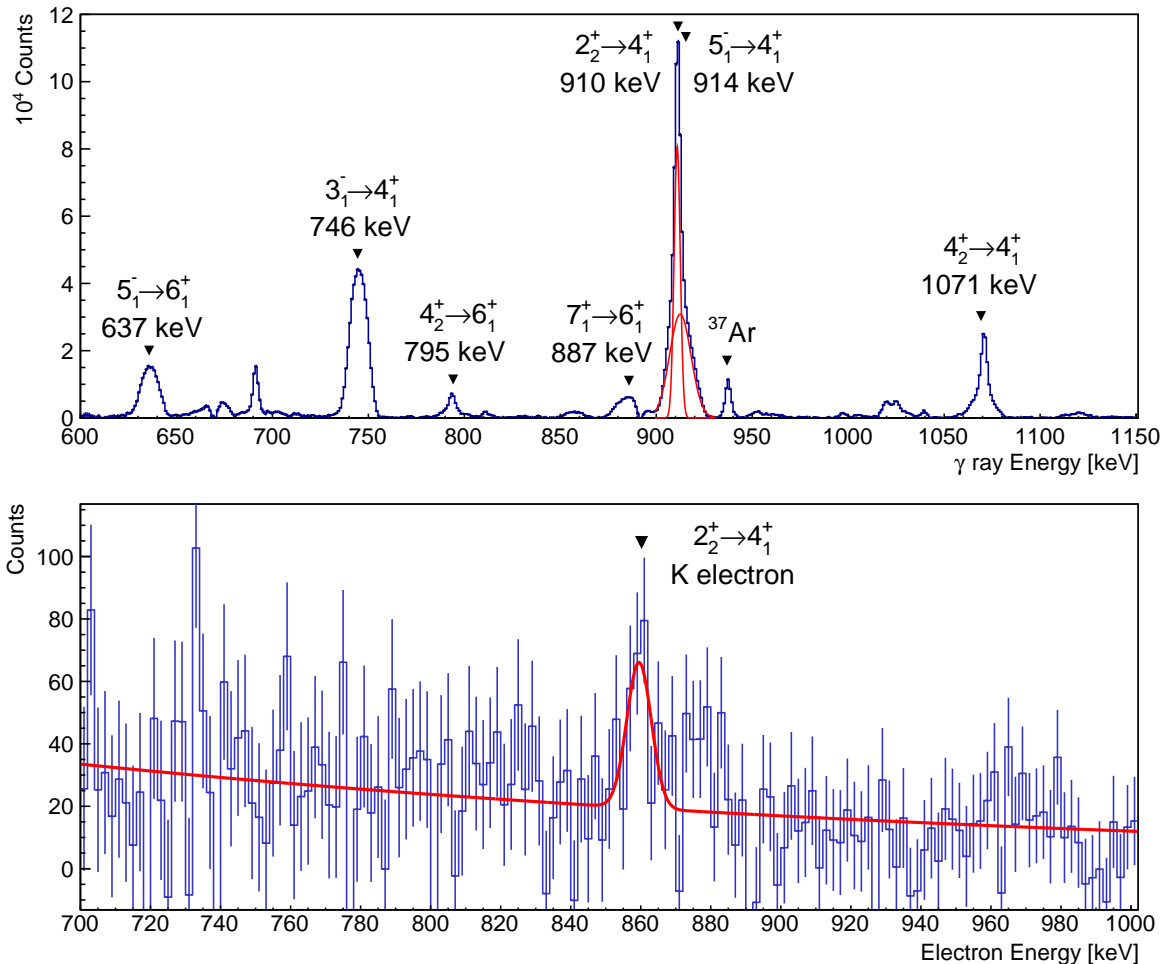 12
10
8
6
4
2
0
10⁴ Counts
2₂⁺→4₁⁺
910 keV
5₁⁻→4₁⁺
914 keV
3₁⁻→4₁⁺
746 keV
4₂⁺→4₁⁺
1071 keV
5₁⁻→6₁⁺
637 keV
4₂⁺→6₁⁺
795 keV
7₁⁺→6₁⁺
887 keV
³⁷Ar
600 650 700 750 800 850 900 950 1000 1050 1100 1150
γ ray Energy [keV]
Counts
100
80
60
40
20
0
2₂⁺→4₁⁺
K electron
700 720 740 760 780 800 820 840 860 880 900 920 940 960 980 1000
Electron Energy [keV]